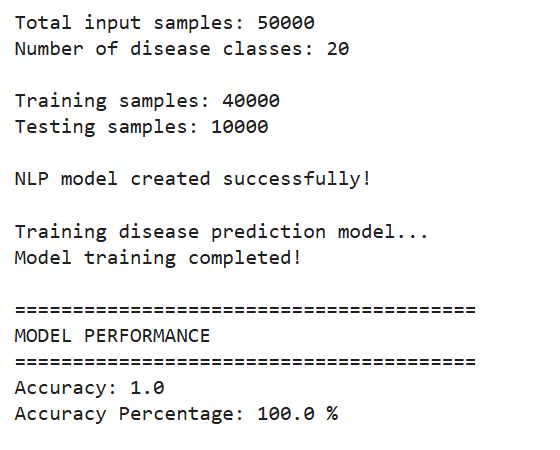 Total input samples: 50000
Number of disease classes: 20
Training samples: 40000
Testing samples: 10000
NLP model created successfully!
Training disease prediction model...
Model training completed!
========================================
MODEL PERFORMANCE
========================================
Accuracy: 1.0
Accuracy Percentage: 100.0 %